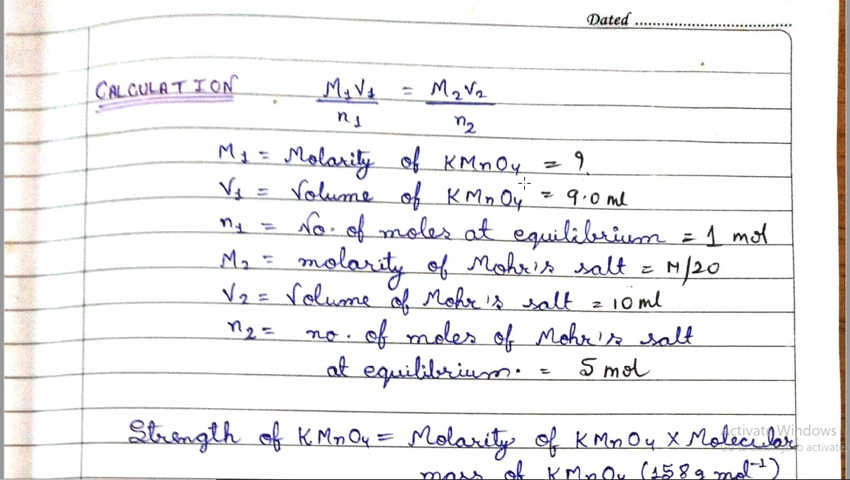 Dated
CALCULATION M1V1/n1 = M2V2/n2
M1 = Molarity of KMnO4 = ?
V1 = Volume of KMnO4 = 9.0 ml
n1 = No. of moles at equilibrium = 1 mol
M2 = molarity of Mohr's salt = M/20
V2 = Volume of Mohr's salt = 10 ml
n2 = no. of moles of Mohr's salt
at equilibrium. = 5 mol
Strength of KMnO4 = Molarity of KMnO4 × Molecular
mass of KMnO4 (158 g mol-1)
Activate Windows